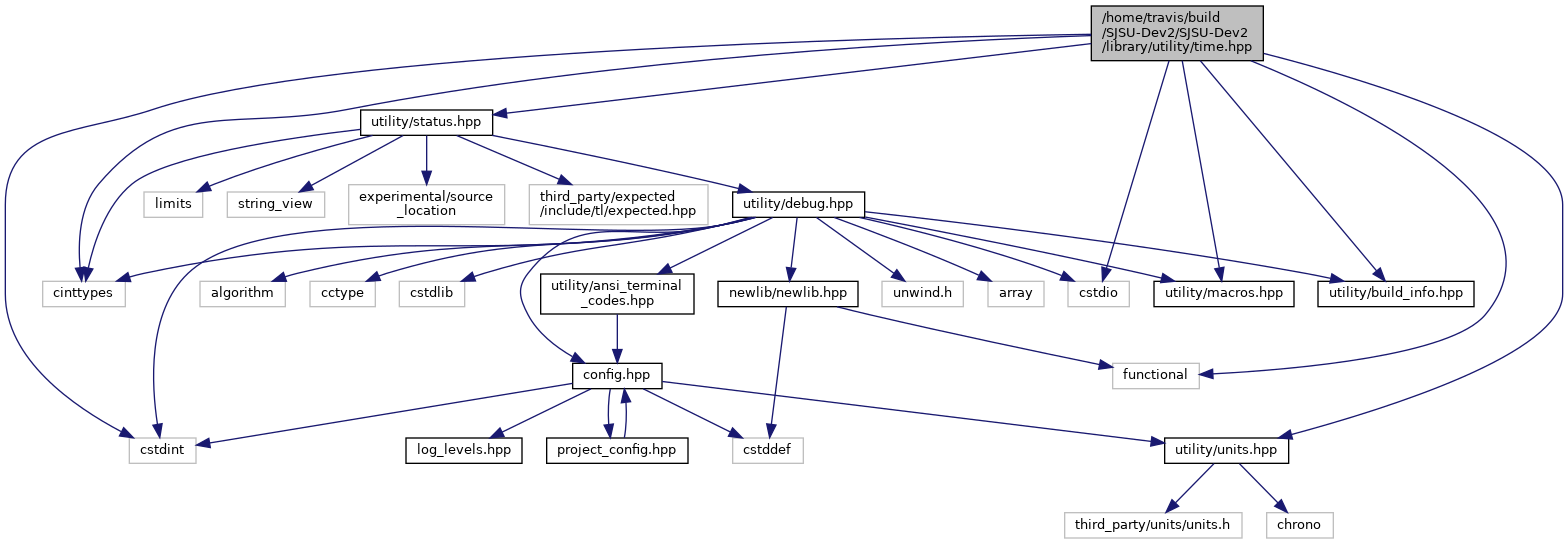 /home/travis/build
/SJSU-Dev2/SJSU-Dev2
/library/utility/time.hpp
utility/status.hpp
limits
string_view
experimental/source
_location
third_party/expected
/include/tl/expected.hpp
utility/debug.hpp
cinttypes
algorithm
cctype
cstdlib
utility/ansi_terminal
_codes.hpp
newlib/newlib.hpp
unwind.h
array
cstdio
utility/macros.hpp
utility/build_info.hpp
config.hpp
functional
cstdint
log_levels.hpp
project_config.hpp
cstddef
utility/units.hpp
third_party/units/units.h
chrono